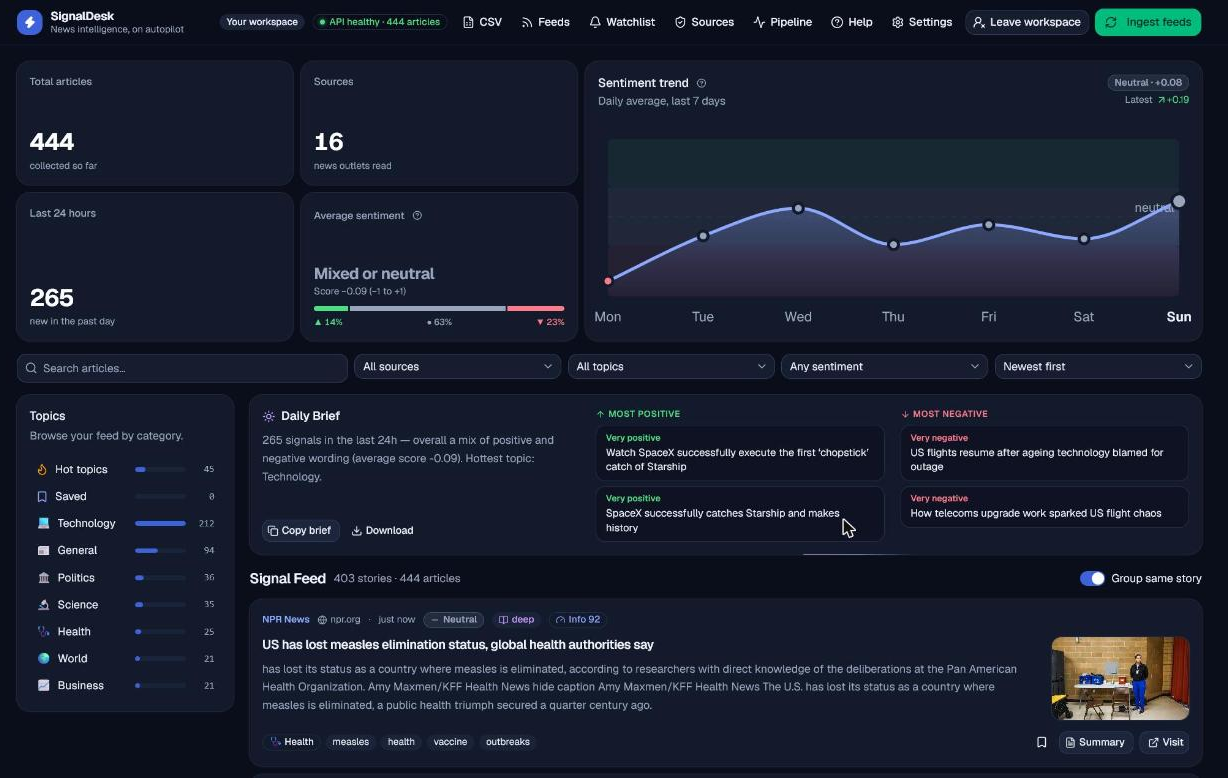 SignalDesk
News intelligence, on autopilot
Your workspace
API healthy · 444 articles
CSV
Feeds
Watchlist
Sources
Pipeline
Help
Settings
Leave workspace
Ingest feeds
Total articles
444
collected so far
Sources
16
news outlets read
Last 24 hours
265
new in the past day
Average sentiment
Mixed or neutral
Score −0.09 (−1 to +1)
▲ 14%
● 63%
▼ 23%
Sentiment trend
Daily average, last 7 days
Neutral · +0.08
Latest ↗ +0.19
neutral
Mon
Tue
Wed
Thu
Fri
Sat
Sun
Search articles...
All sources
All topics
Any sentiment
Newest first
Topics
Browse your feed by category.
Hot topics 45
Saved 0
Technology 212
General 94
Politics 36
Science 35
Health 25
World 21
Business 21
Daily Brief
265 signals in the last 24h — overall a mix of positive and
negative wording (average score -0.09). Hottest topic:
Technology.
Copy brief
Download
↑ MOST POSITIVE
Very positive
Watch SpaceX successfully execute the first ‘chopstick’
catch of Starship
Very positive
SpaceX successfully catches Starship and makes
history
↓ MOST NEGATIVE
Very negative
US flights resume after ageing technology blamed for
outage
Very negative
How telecoms upgrade work sparked US flight chaos
Signal Feed
403 stories · 444 articles
Group same story
NPR News
npr.org · just now
— Neutral
deep
Info 92
US has lost measles elimination status, global health authorities say
has lost its status as a country where measles is eliminated, according to researchers with direct knowledge of the deliberations at the Pan American
Health Organization. Amy Maxmen/KFF Health News hide caption Amy Maxmen/KFF Health News The U.S. has lost its status as a country where
measles is eliminated, a public health triumph secured a quarter century ago.
Health
measles
health
vaccine
outbreaks
Summary
Visit